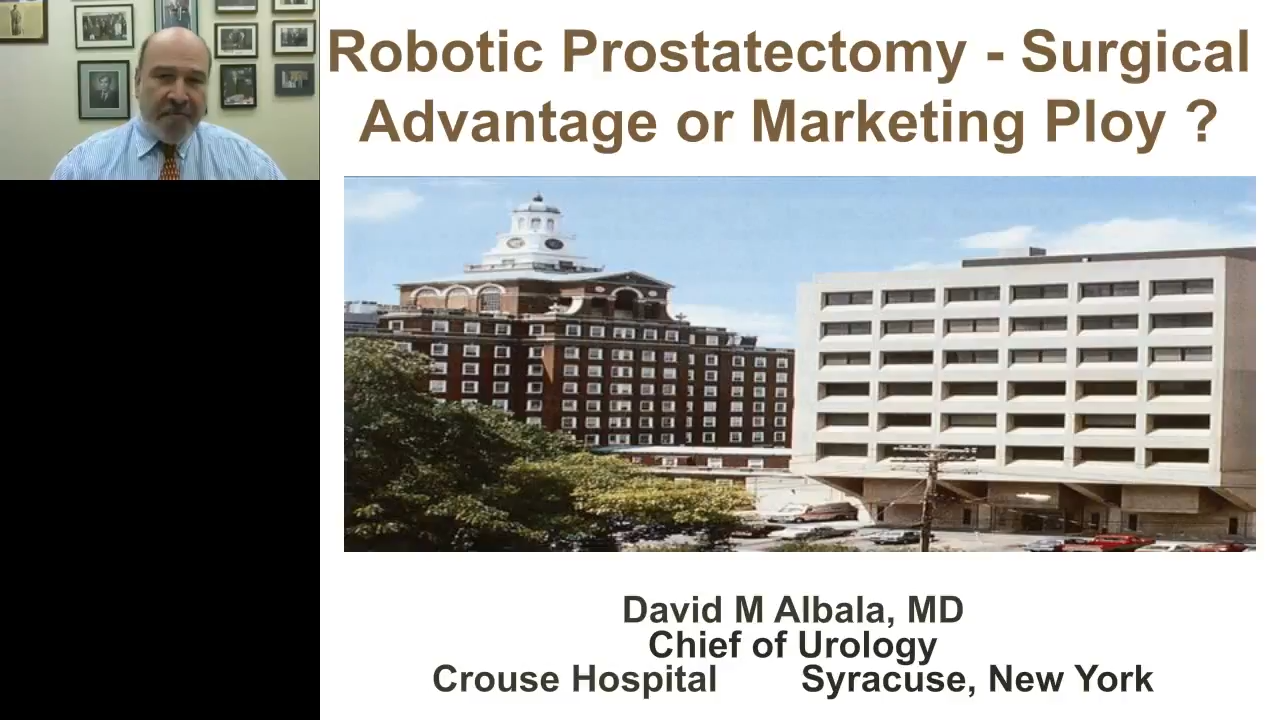 Robotic Prostatectomy - Surgical
Advantage or Marketing Ploy ?
David M Albala, MD
Chief of Urology
Crouse Hospital Syracuse, New York